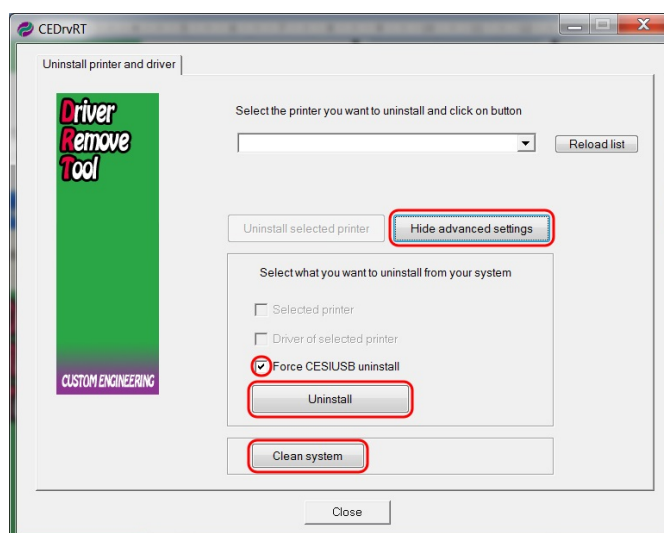 CEDrvRT
Uninstall printer and driver
Driver
Remove
Tool
CUSTOM ENGINEERING
Select the printer you want to uninstall and click on button
Reload list
Uninstall selected printer
Hide advanced settings
Select what you want to uninstall from your system
Selected printer
Driver of selected printer
Force CESIUSB uninstall
Uninstall
Clean system
Close